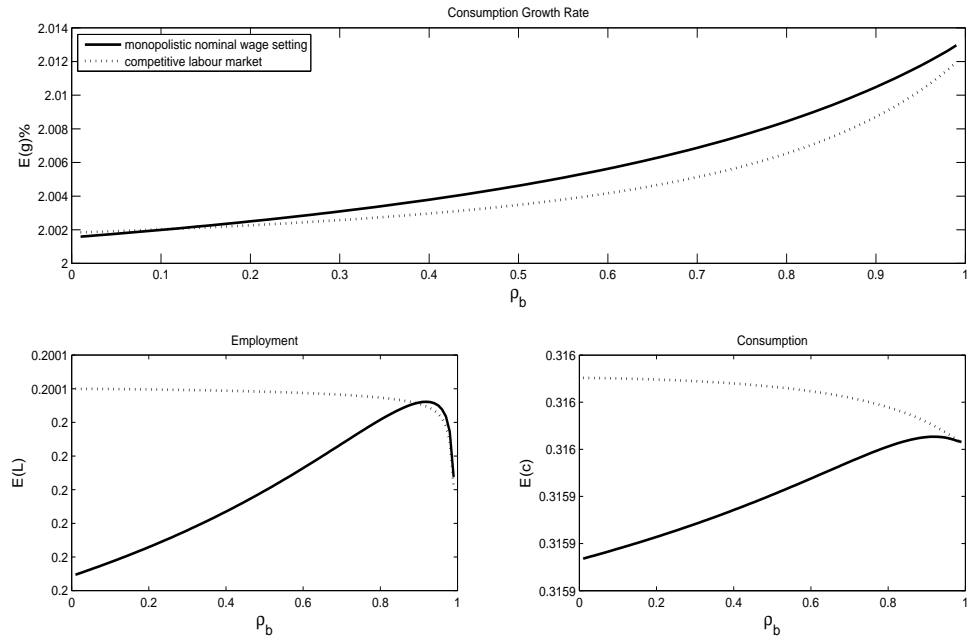 Consumption Growth Rate
2.014
2.012
2.01
2.008
2.006
2.004
2.002
2
E(g)%
monopolistic nominal wage setting
competitive labour market
0 0.1 0.2 0.3 0.4 0.5 0.6 0.7 0.8 0.9 1
ρb
Employment
0.2001
0.2001
0.2
0.2
0.2
0.2
0.2
0.2
E(L)
0 0.2 0.4 0.6 0.8 1
ρb
Consumption
0.316
0.316
0.316
0.3159
0.3159
0.3159
E(c)
0 0.2 0.4 0.6 0.8 1
ρb